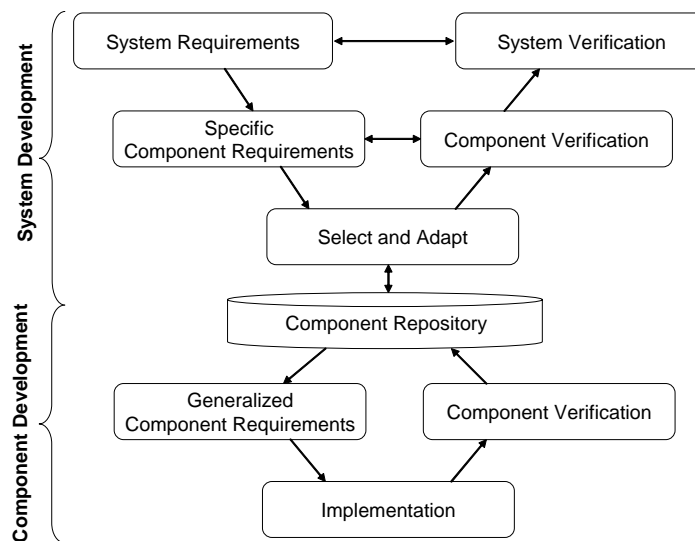 System Requirements
System Verification
Specific
Component Requirements
Component Verification
Select and Adapt
Component Repository
Generalized
Component Requirements
Component Verification
Implementation
System Development
Component Development